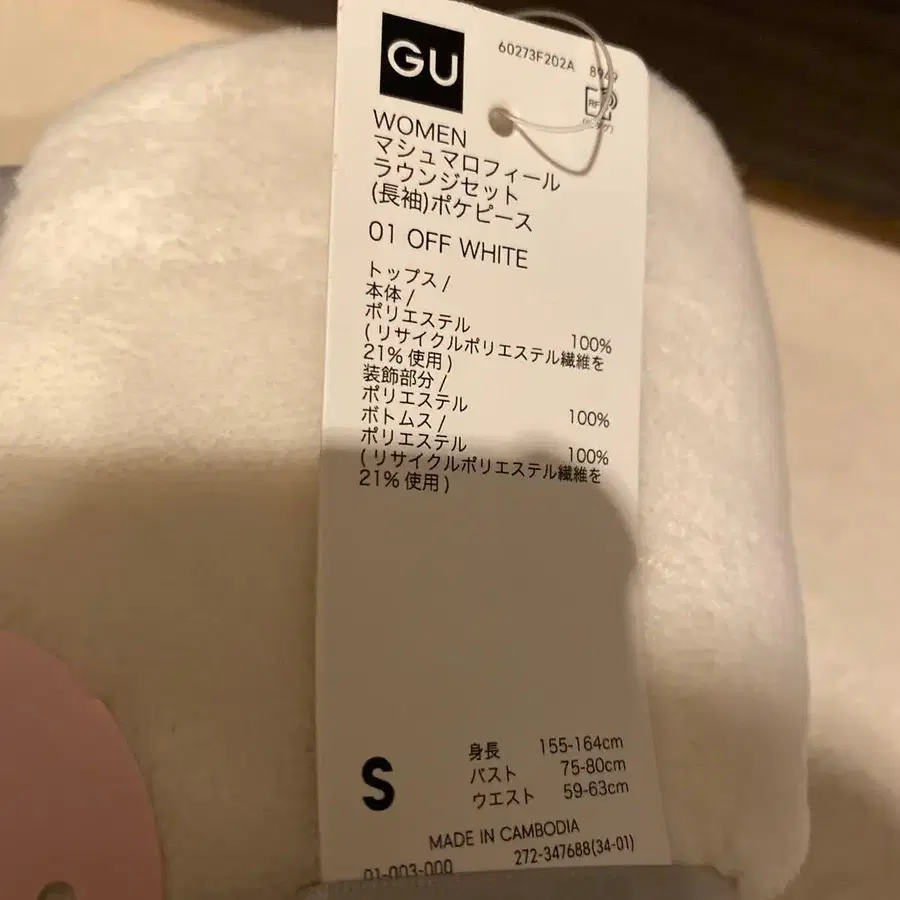 GU
60273F202A
RF
WOMEN
マシュマロフィール
ラウンジセット
(長袖)ポケピース
01 OFF WHITE
トップス/
本体/
ポリエステル 100%
(リサイクルポリエステル繊維を
21%使用)
装飾部分/
ポリエステル 100%
ボトムス/
ポリエステル 100%
(リサイクルポリエステル繊維を
21%使用)
S
身長 155-164cm
バスト 75-80cm
ウエスト 59-63cm
MADE IN CAMBODIA
01-003-000 272-347688(34-01)